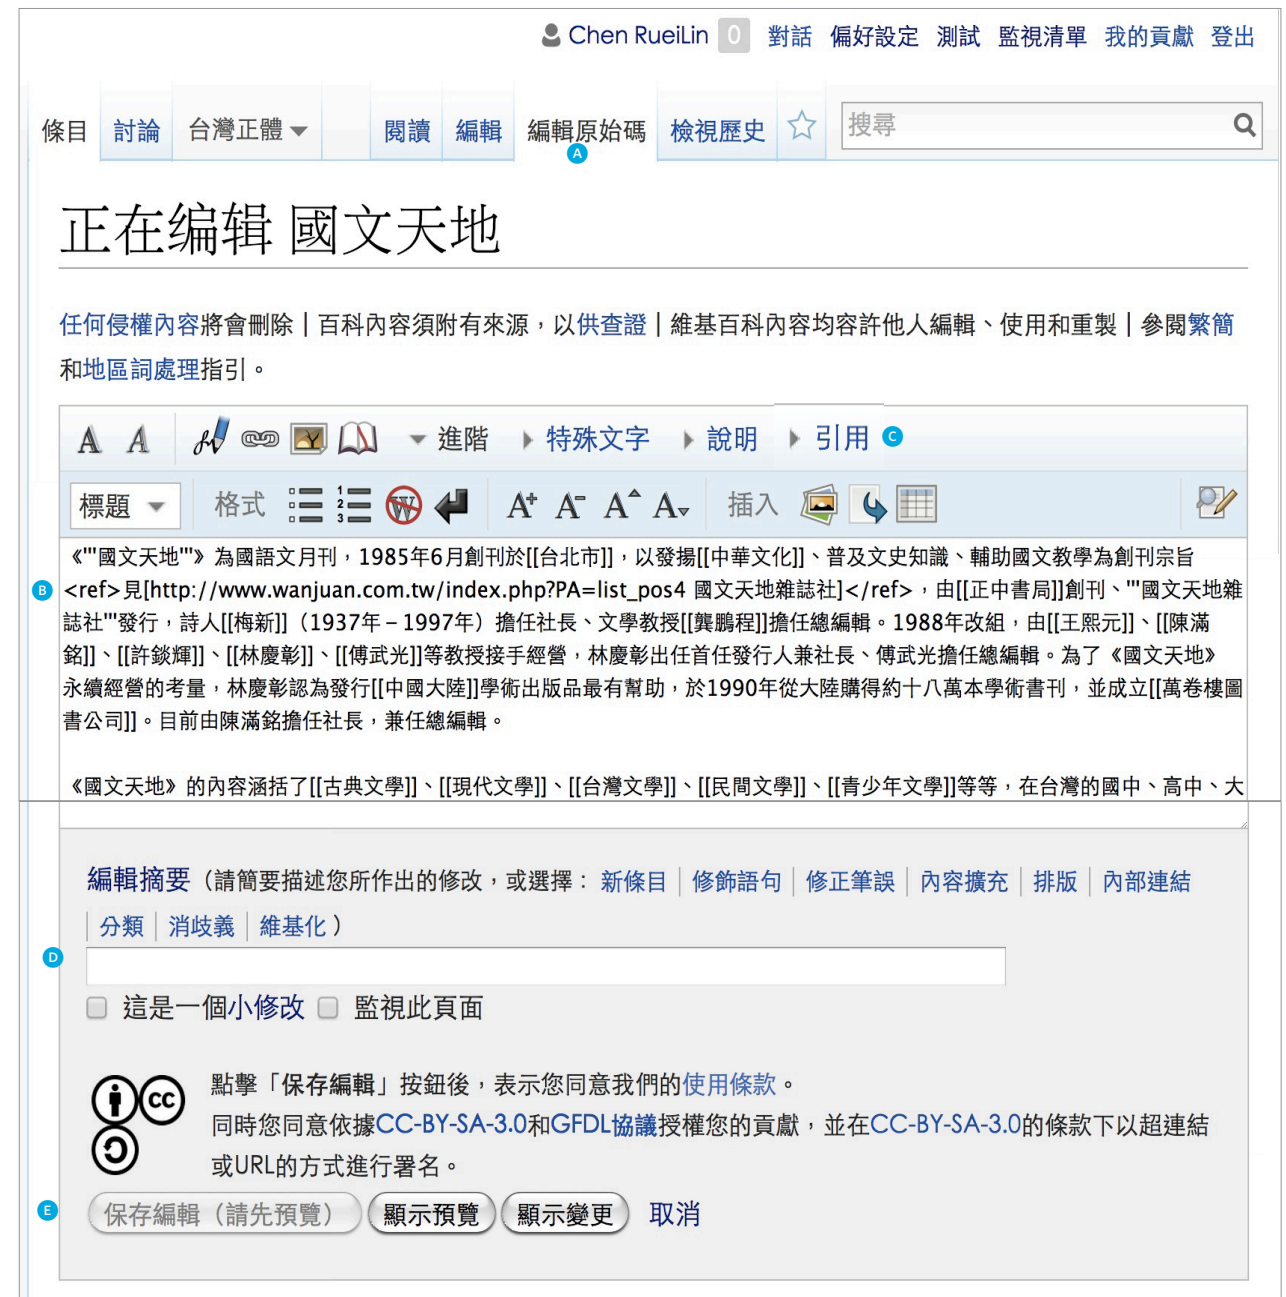 Chen RueiLin 0 對話 偏好設定 測試 監視清單 我的貢獻 登出
條目 討論 台灣正體 閱讀 編輯 編輯原始碼 檢視歷史 搜尋
A
正在编辑 國文天地
任何侵權內容將會刪除 | 百科內容須附有來源，以供查證 | 維基百科內容均容許他人編輯、使用和重製 | 參閱繁簡
和地區詞處理指引。
A A 進階 特殊文字 說明 引用 C
標題 格式 A+ A- A A 插入
《'''國文天地'''》為國語文月刊，1985年6月創刊於[[台北市]]，以發揚[[中華文化]]、普及文史知識、輔助國文教學為創刊宗旨
B <ref>見[http://www.wanjuan.com.tw/index.php?PA=list_pos4 國文天地雜誌社]</ref>，由[[正中書局]]創刊、'''國文天地雜
誌社'''發行，詩人[[梅新]]（1937年－1997年）擔任社長、文學教授[[龔鵬程]]擔任總編輯。1988年改組，由[[王熙元]]、[[陳滿
銘]]、[[許錟輝]]、[[林慶彰]]、[[傅武光]]等教授接手經營，林慶彰出任首任發行人兼社長、傅武光擔任總編輯。為了《國文天地》
永續經營的考量，林慶彰認為發行[[中國大陸]]學術出版品最有幫助，於1990年從大陸購得約十八萬本學術書刊，並成立[[萬卷樓圖
書公司]]。目前由陳滿銘擔任社長，兼任總編輯。
《國文天地》的內容涵括了[[古典文學]]、[[現代文學]]、[[台灣文學]]、[[民間文學]]、[[青少年文學]]等等，在台灣的國中、高中、大
編輯摘要（請簡要描述您所作出的修改，或選擇： 新條目 | 修飾語句 | 修正筆誤 | 內容擴充 | 排版 | 內部連結
| 分類 | 消歧義 | 維基化）
D
這是一個小修改 監視此頁面
點擊「保存編輯」按鈕後，表示您同意我們的使用條款。
同時您同意依據CC-BY-SA-3.0和GFDL協議授權您的貢獻，並在CC-BY-SA-3.0的條款下以超連結
或URL的方式進行署名。
cc
E 保存編輯（請先預覽） 顯示預覽 顯示變更 取消